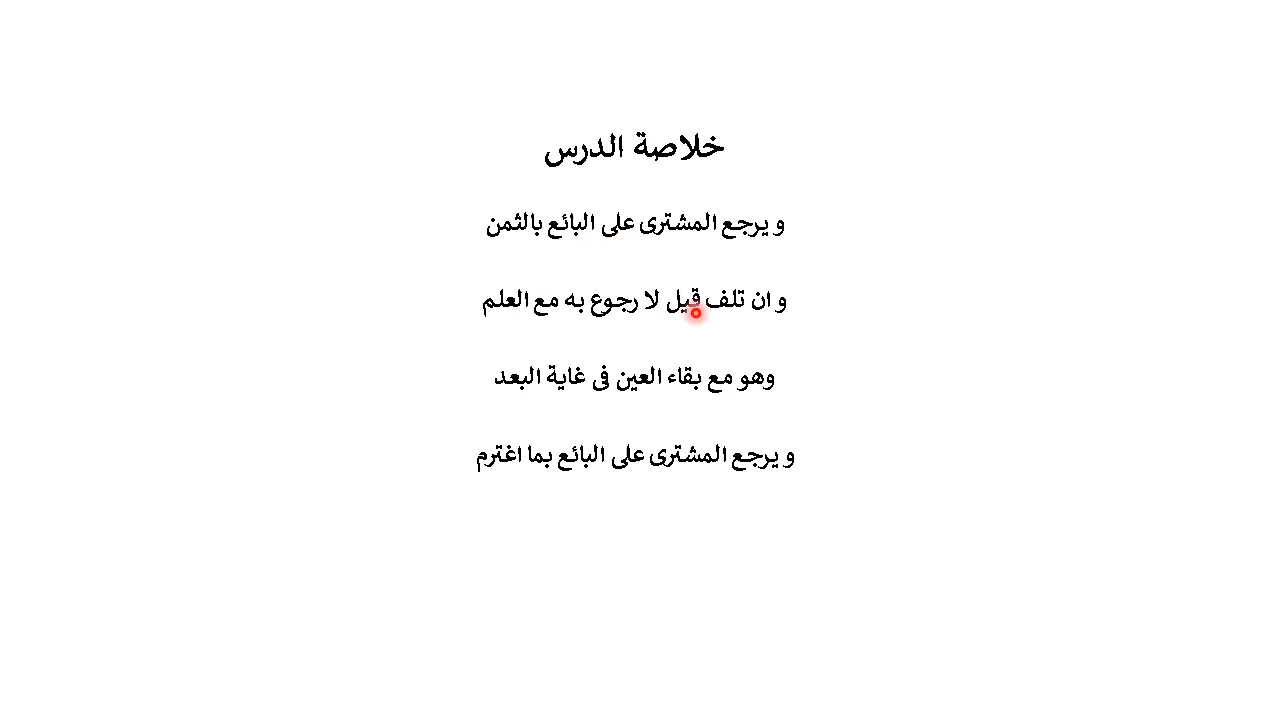 خلاصة الدرس
و يرجع المشترى على البائع بالثمن
و ان تلف قيل لا رجوع به مع العلم
وهو مع بقاء العين فى غاية البعد
و يرجع المشترى على البائع بما اغترم